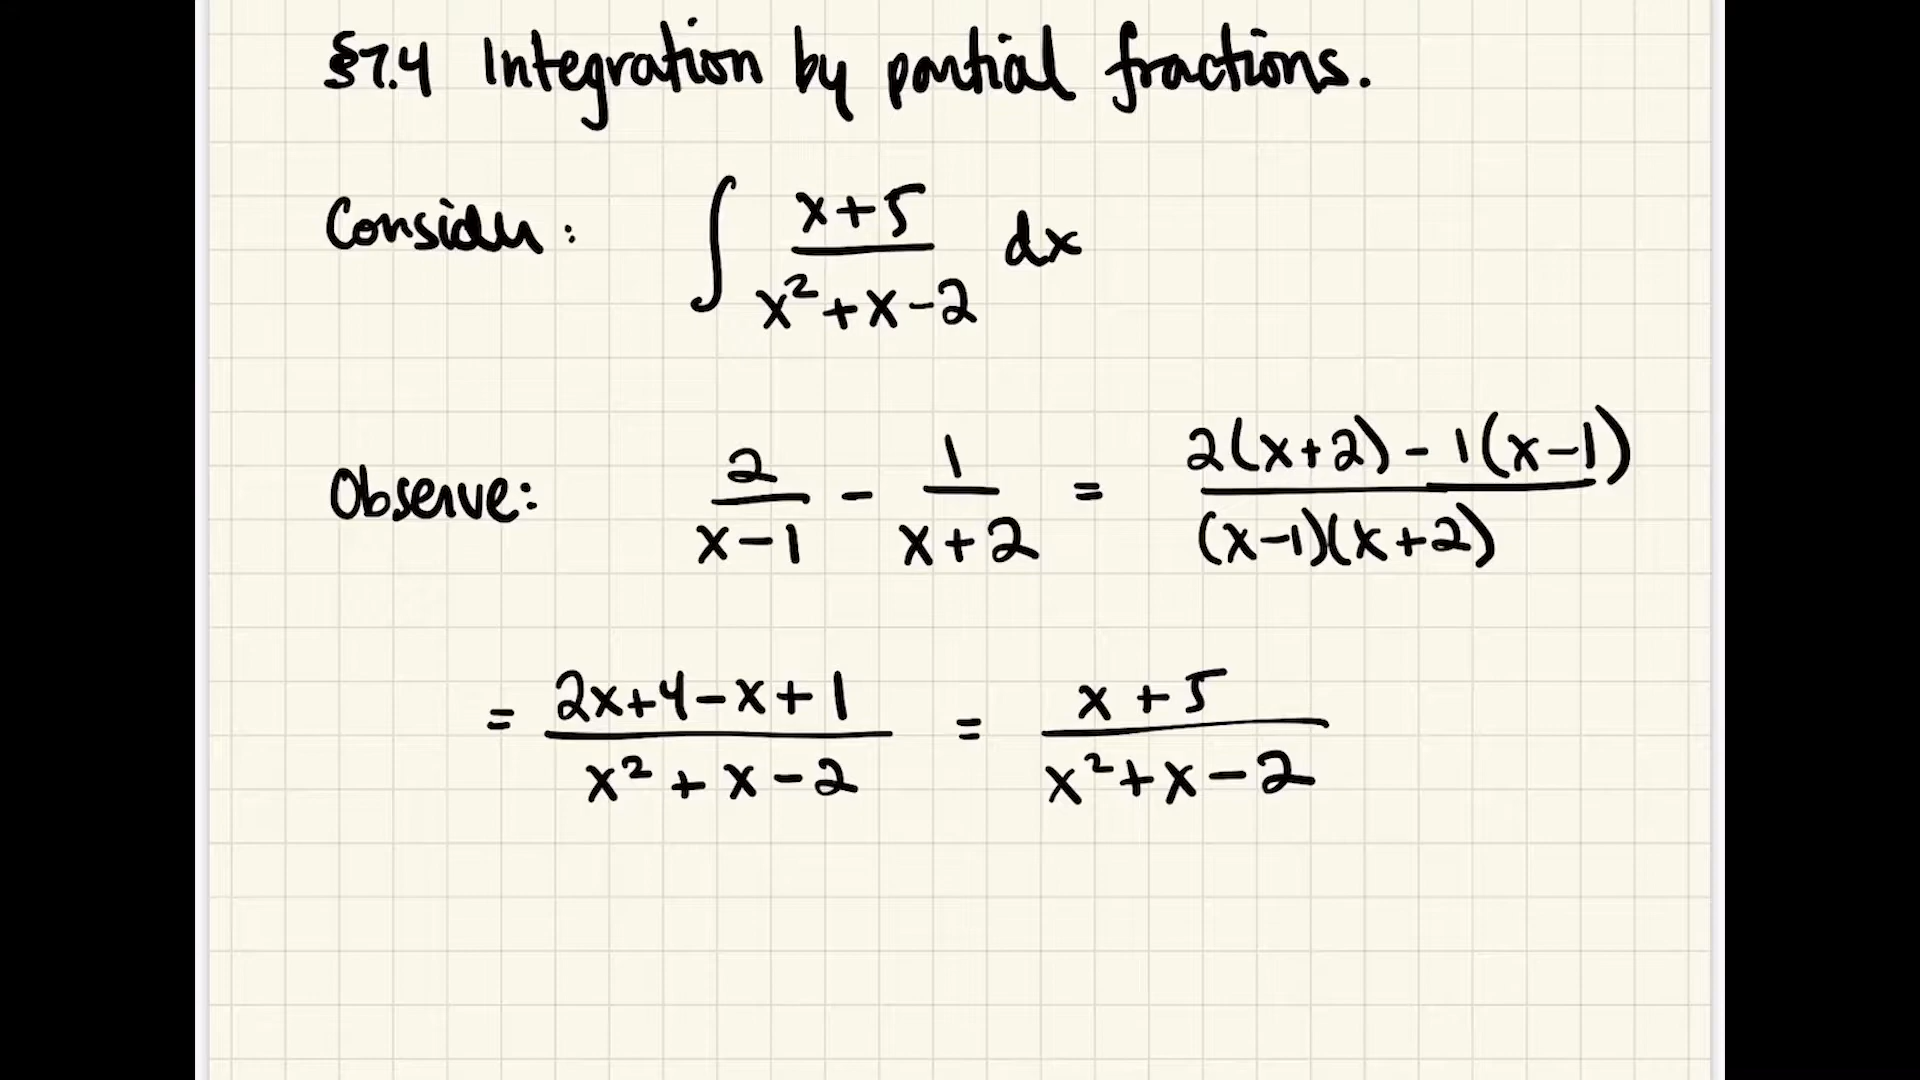 §7.4 Integration by partial fractions.
Consider: ∫ (x+5)/(x²+x-2) dx
Observe: 2/(x-1) - 1/(x+2) = (2(x+2) - 1(x-1))/((x-1)(x+2))
= (2x+4-x+1)/(x²+x-2) = (x+5)/(x²+x-2)